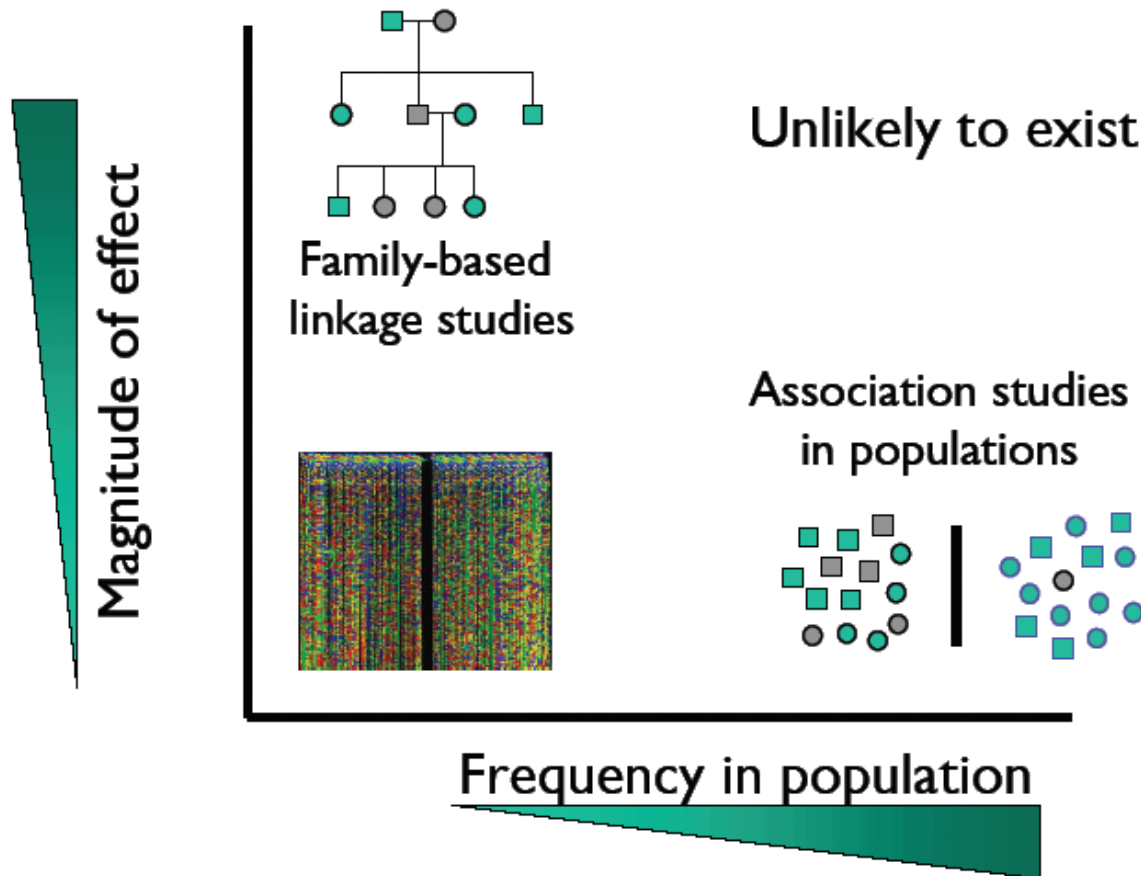 Unlikely to exist
Magnitude of effect
Family-based
linkage studies
Association studies
in populations
Frequency in population